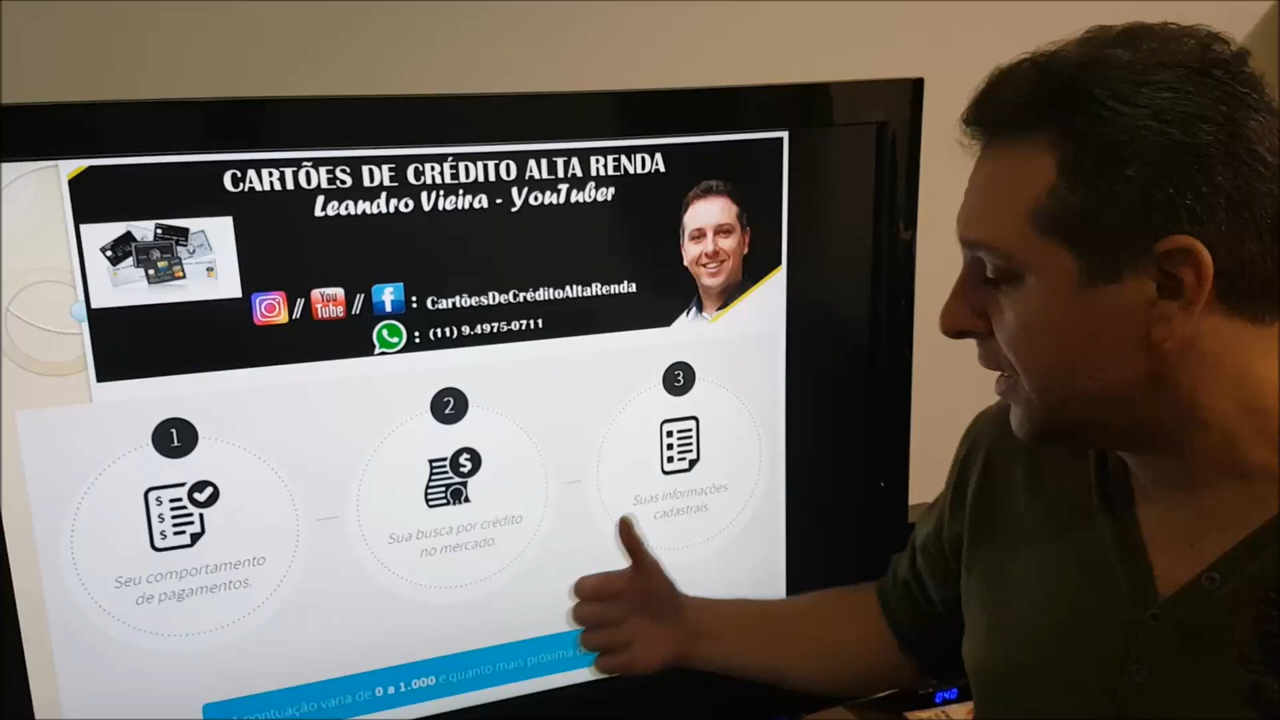 CARTÕES DE CRÉDITO ALTA RENDA
Leandro Vieira - YouTuber
You
Tube
// // : CartõesDeCréditoAltaRenda
: (11) 9.4975-0711
1
2
3
Seu comportamento
de pagamentos.
Sua busca por crédito
no mercado.
Suas informações
cadastrais.
pontuação varia de 0 a 1.000 e quanto mais próxima
040